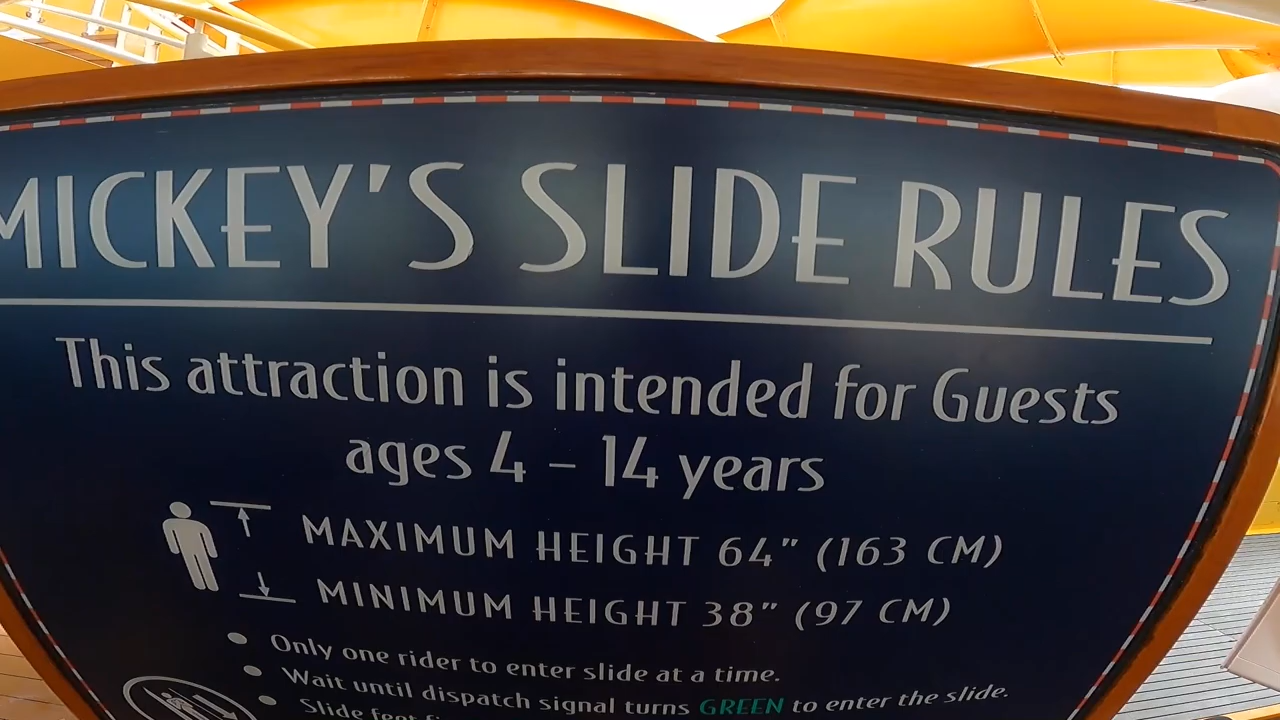 MICKEY'S SLIDE RULES
This attraction is intended for Guests
ages 4 – 14 years
MAXIMUM HEIGHT 64" (163 CM)
MINIMUM HEIGHT 38" (97 CM)
Only one rider to enter slide at a time.
Wait until dispatch signal turns GREEN to enter the slide.
Slide feet